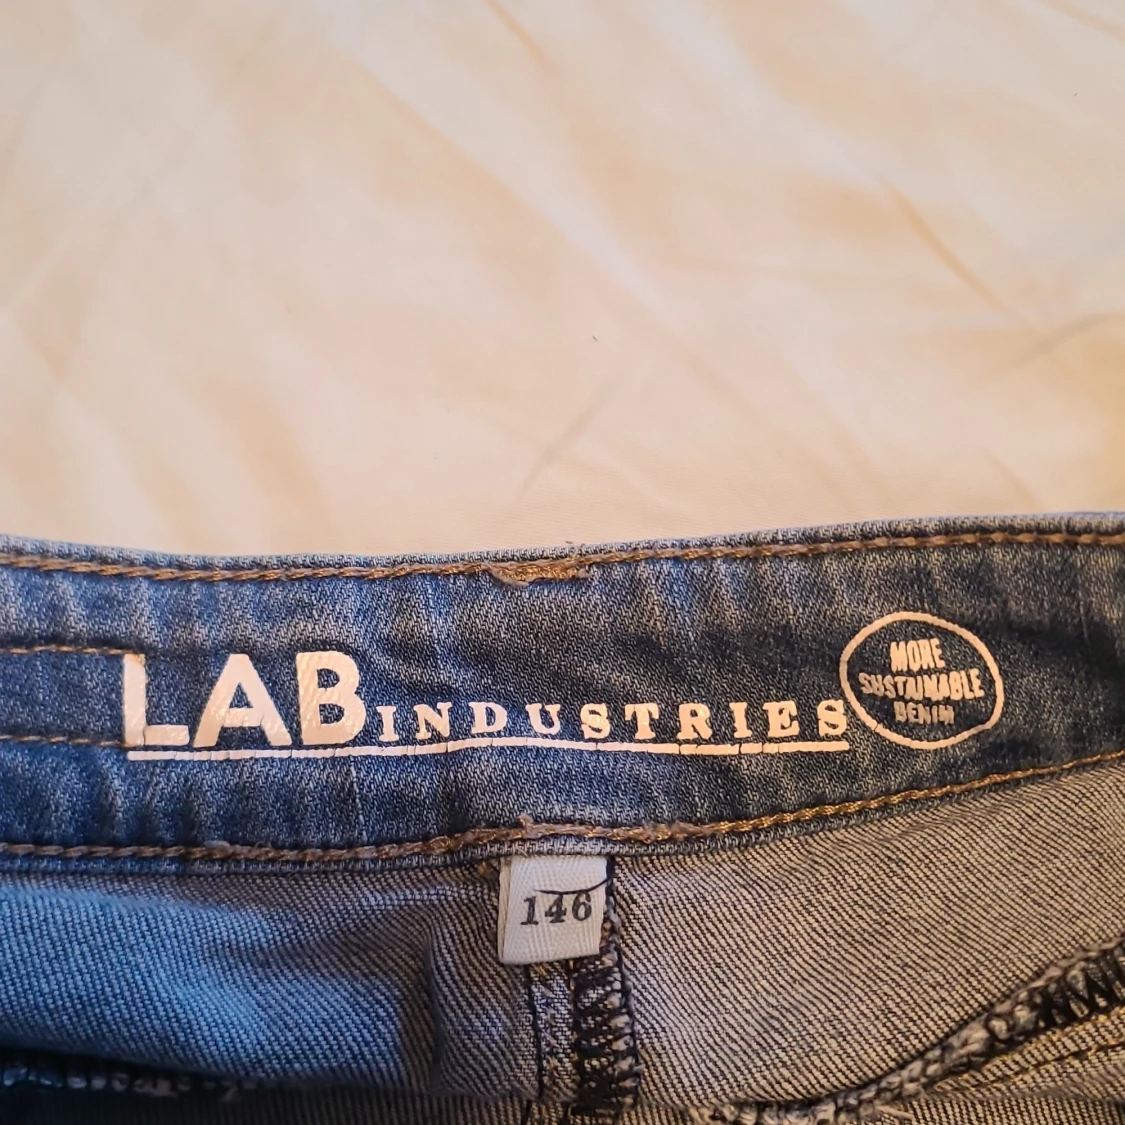 LAB INDUSTRIES
MORE
SUSTAINABLE
DENIM
146